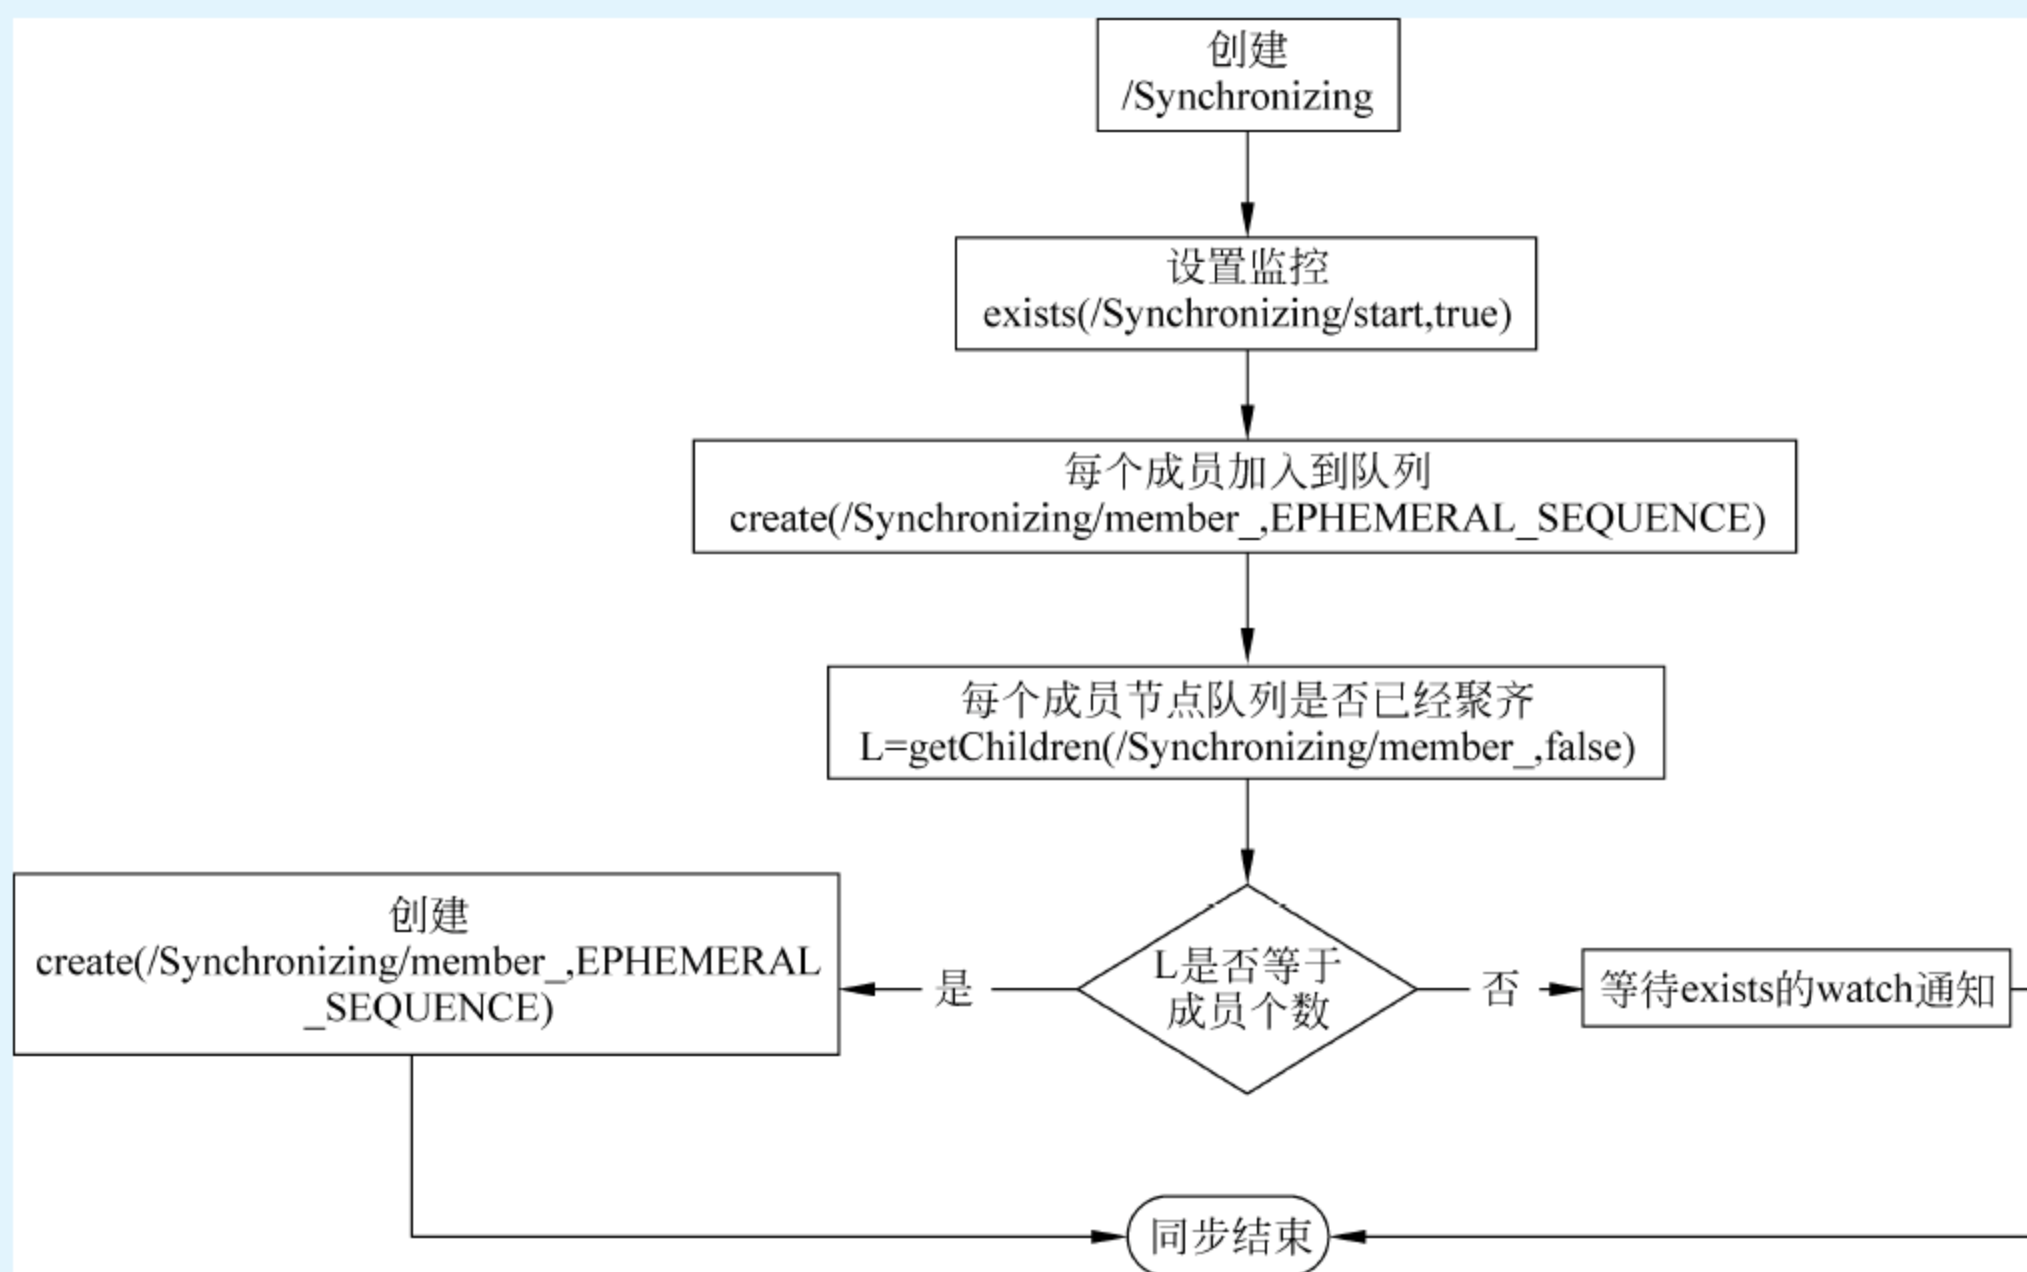 创建
/Synchronizing
设置监控
exists(/Synchronizing/start,true)
每个成员加入到队列
create(/Synchronizing/member_,EPHEMERAL_SEQUENCE)
每个成员节点队列是否已经聚齐
L=getChildren(/Synchronizing/member_,false)
创建
create(/Synchronizing/member_,EPHEMERAL
_SEQUENCE)
是
L是否等于
成员个数
否
等待exists的watch通知
同步结束